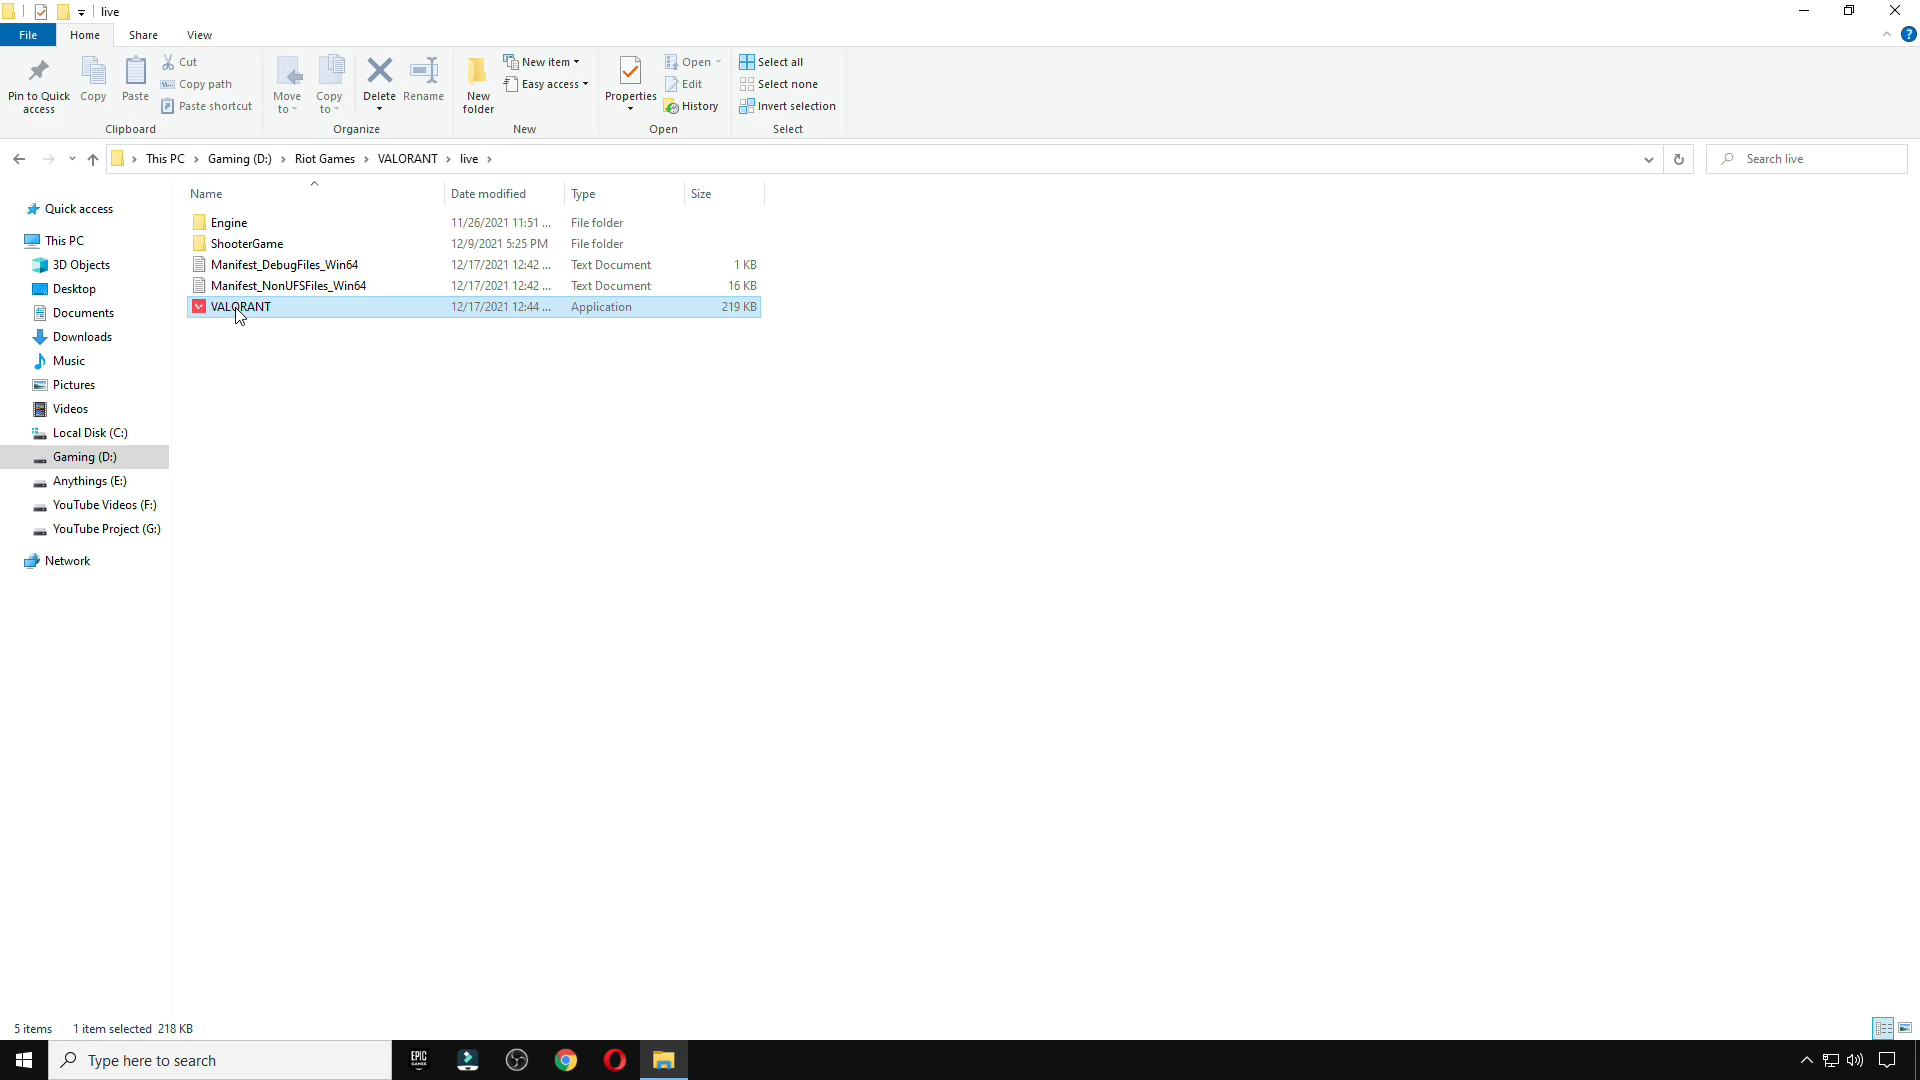 live
File Home Share View
Pin to Quick access
Copy
Paste
Cut
Copy path
Paste shortcut
Clipboard
Move to
Copy to
Delete
Rename
Organize
New folder
New item
Easy access
New
Properties
Open
Edit
History
Open
Select all
Select none
Invert selection
Select
This PC › Gaming (D:) › Riot Games › VALORANT › live ›
Search live
Name Date modified Type Size
Engine 11/26/2021 11:51 ... File folder
ShooterGame 12/9/2021 5:25 PM File folder
Manifest_DebugFiles_Win64 12/17/2021 12:42 ... Text Document 1 KB
Manifest_NonUFSFiles_Win64 12/17/2021 12:42 ... Text Document 16 KB
VALORANT 12/17/2021 12:44 ... Application 219 KB
Quick access
This PC
3D Objects
Desktop
Documents
Downloads
Music
Pictures
Videos
Local Disk (C:)
Gaming (D:)
Anythings (E:)
YouTube Videos (F:)
YouTube Project (G:)
Network
5 items 1 item selected 218 KB
Type here to search
EPIC GAMES